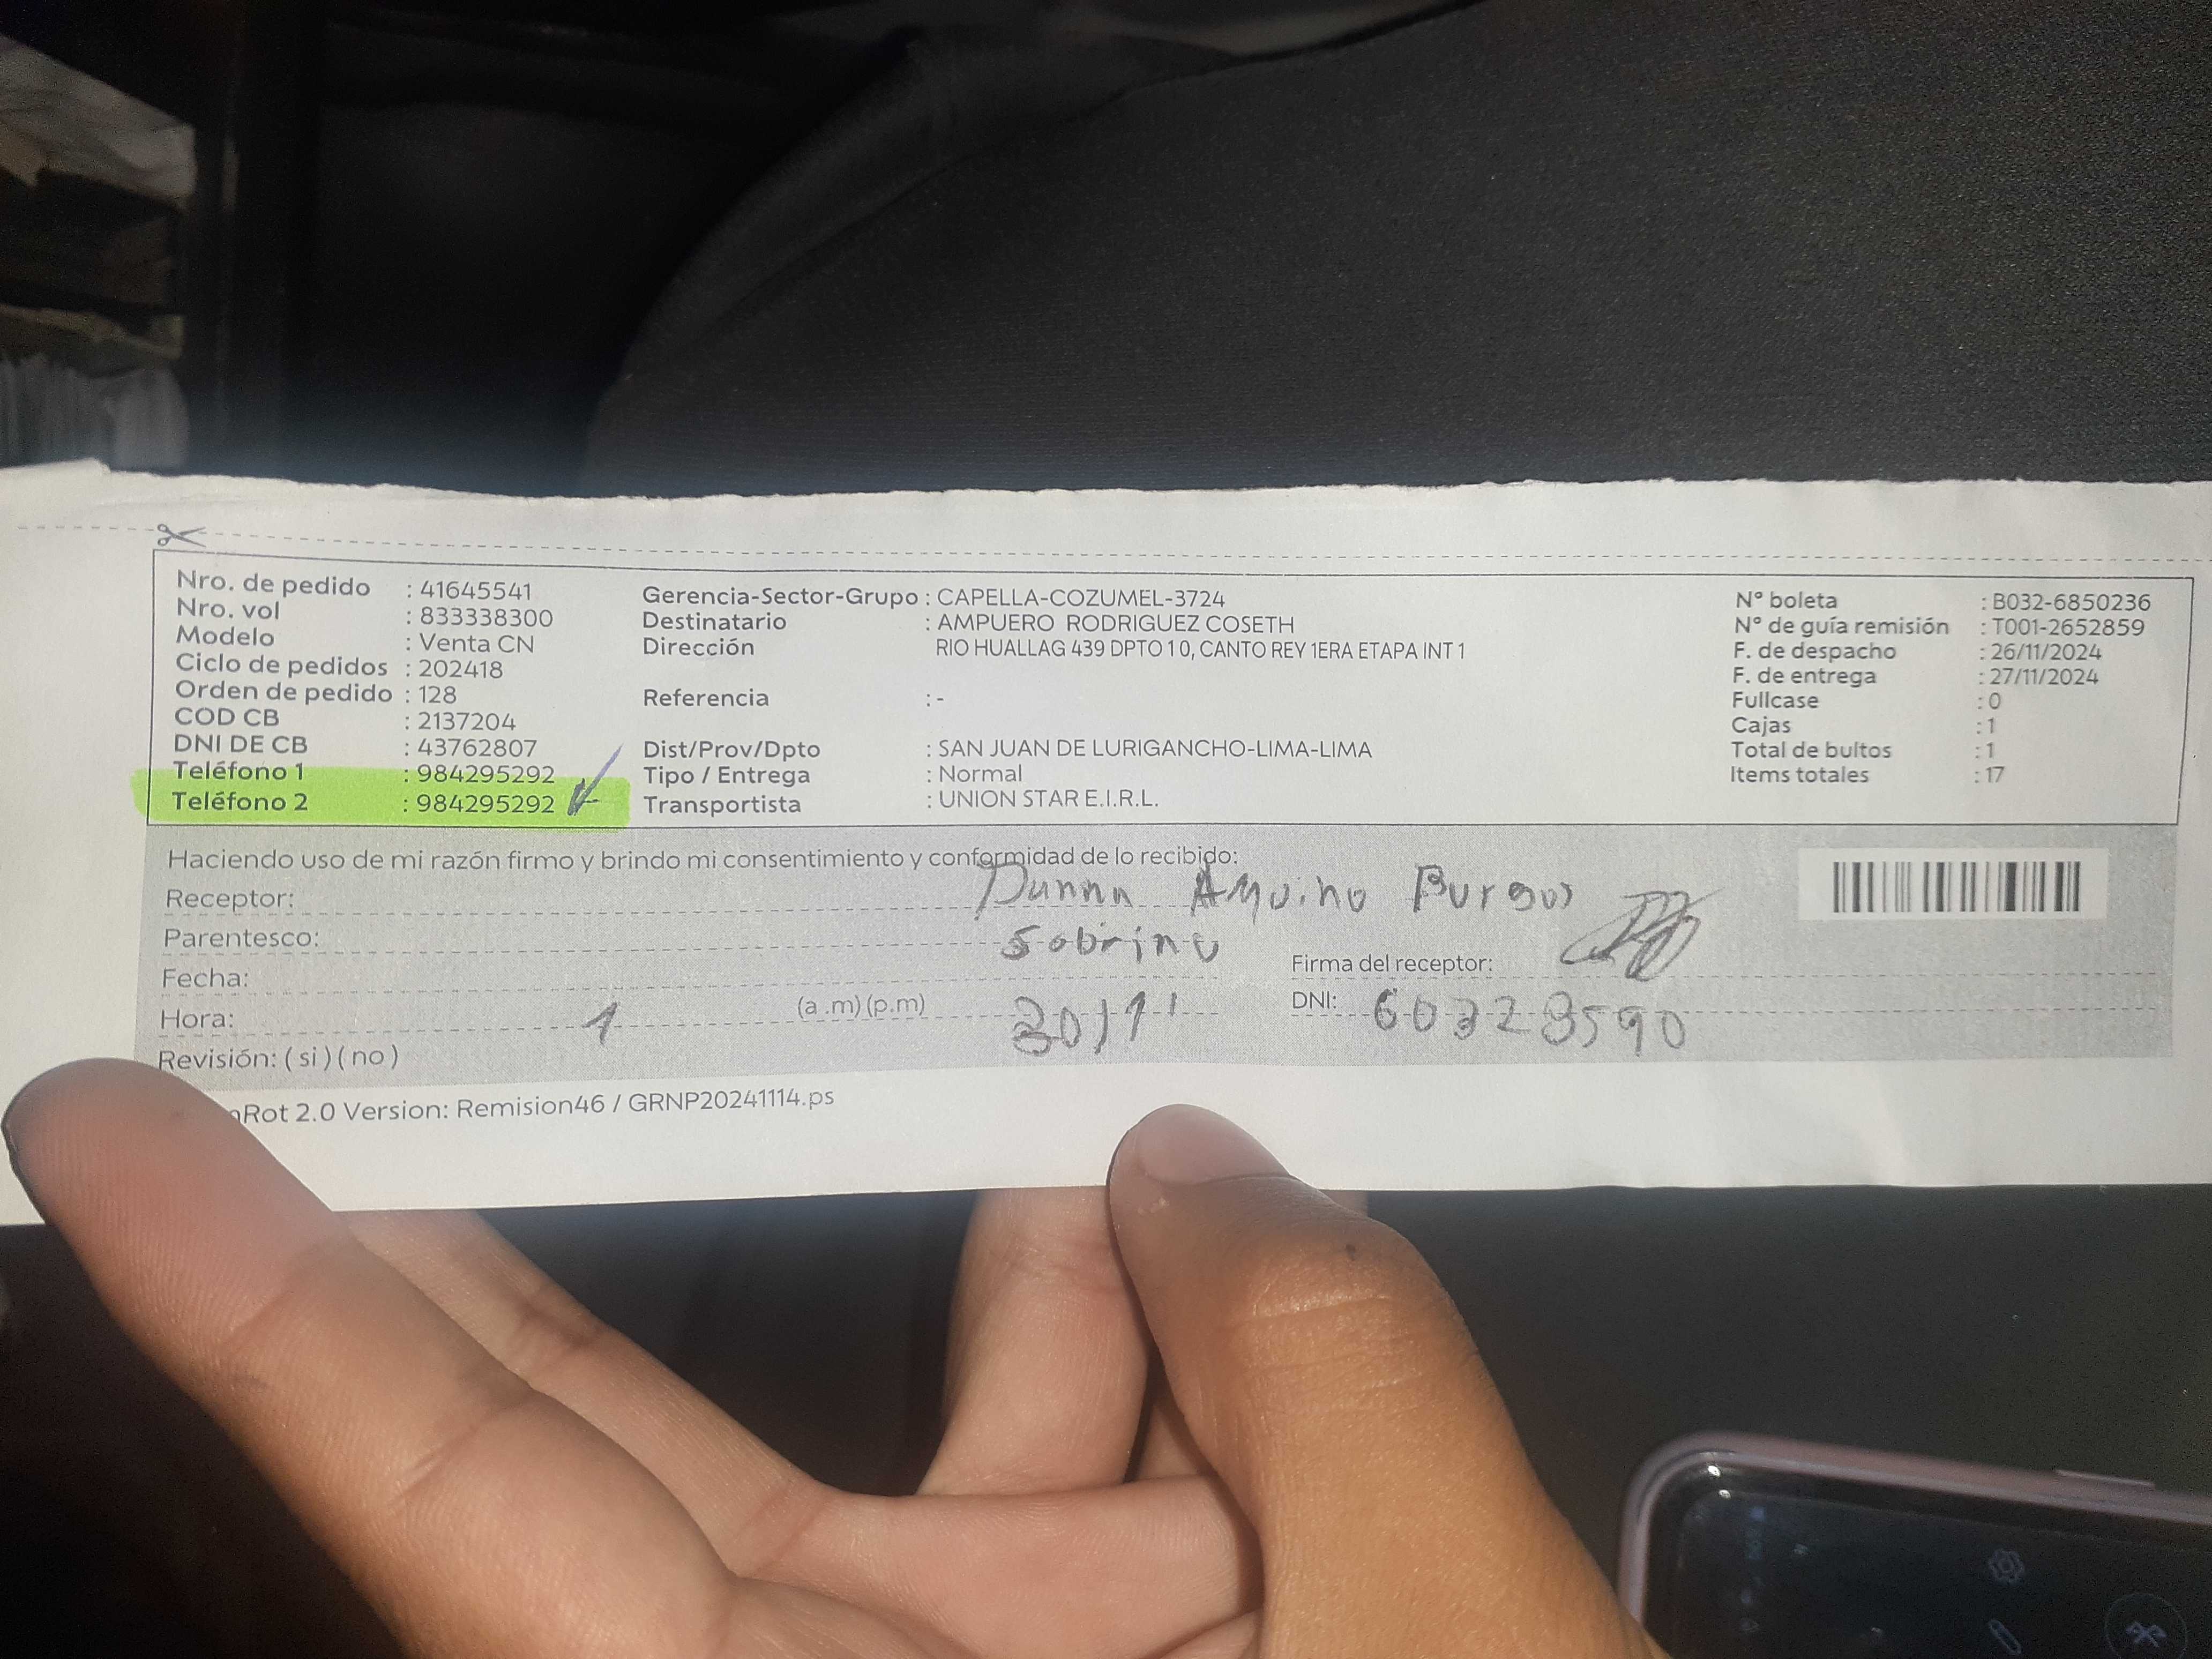 Nro. de pedido : 41645541
Nro. vol : 833338300
Modelo : Venta CN
Ciclo de pedidos : 202418
Orden de pedido : 128
COD CB : 2137204
DNI DE CB : 43762807
Teléfono 1 : 984295292
Teléfono 2 : 984295292
Gerencia-Sector-Grupo : CAPELLA-COZUMEL-3724
Destinatario : AMPUERO RODRIGUEZ COSETH
Dirección RIO HUALLAG 439 DPTO 10, CANTO REY 1ERA ETAPA INT 1
Referencia : -
Dist/Prov/Dpto : SAN JUAN DE LURIGANCHO-LIMA-LIMA
Tipo / Entrega : Normal
Transportista : UNION STAR E.I.R.L.
N° boleta : B032-6850236
N° de guía remisión : T001-2652859
F. de despacho : 26/11/2024
F. de entrega : 27/11/2024
Fullcase : 0
Cajas : 1
Total de bultos : 1
Items totales : 17
Haciendo uso de mi razón firmo y brindo mi consentimiento y conformidad de lo recibido:
Receptor: Burgos
Parentesco: Sobrino
Fecha:
Firma del receptor:
Hora: 1 (a .m) (p.m)
DNI:
Revisión: ( si ) ( no )
Rot 2.0 Version: Remision46 / GRNP20241114.ps